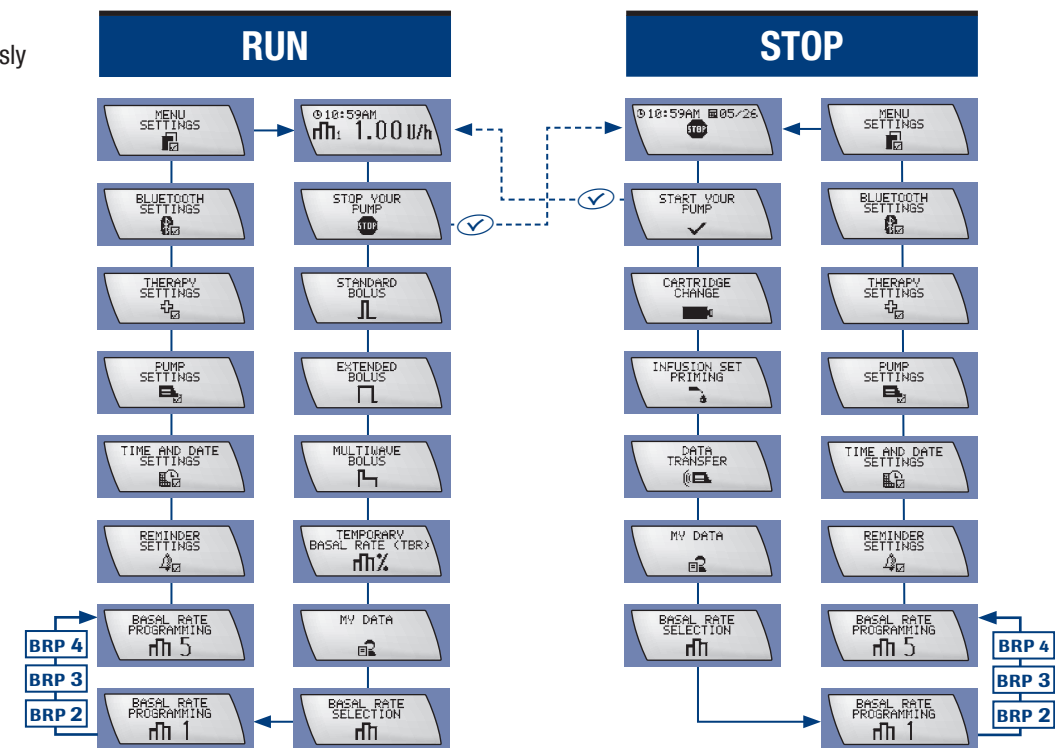 sly
RUN
MENU
SETTINGS
BLUETOOTH
SETTINGS
THERAPY
SETTINGS
PUMP
SETTINGS
TIME AND DATE
SETTINGS
REMINDER
SETTINGS
BASAL RATE
PROGRAMMING
5
BRP 4
BRP 3
BRP 2
BASAL RATE
PROGRAMMING
1
10:59AM
1 1.00 U/h
STOP YOUR
PUMP
STOP
STANDARD
BOLUS
EXTENDED
BOLUS
MULTIWAVE
BOLUS
TEMPORARY
BASAL RATE (TBR)
%
MY DATA
BASAL RATE
SELECTION
STOP
10:59AM 05/26
STOP
START YOUR
PUMP
CARTRIDGE
CHANGE
INFUSION SET
PRIMING
DATA
TRANSFER
MY DATA
BASAL RATE
SELECTION
MENU
SETTINGS
BLUETOOTH
SETTINGS
THERAPY
SETTINGS
PUMP
SETTINGS
TIME AND DATE
SETTINGS
REMINDER
SETTINGS
BASAL RATE
PROGRAMMING
5
BRP 4
BRP 3
BRP 2
BASAL RATE
PROGRAMMING
1